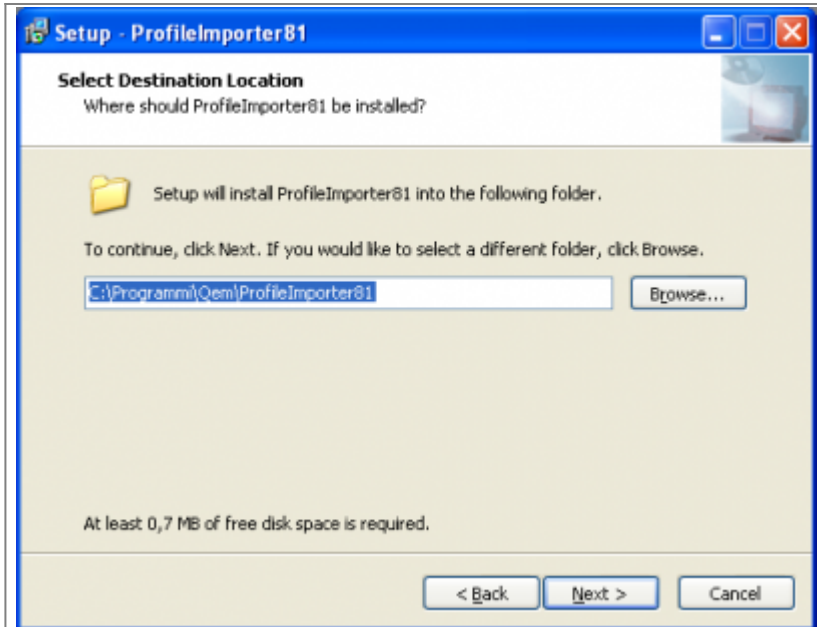 Setup - ProfileImporter81
Select Destination Location
Where should ProfileImporter81 be installed?
Setup will install ProfileImporter81 into the following folder.
To continue, click Next. If you would like to select a different folder, click Browse.
C:\Programmi\Qem\ProfileImporter81
Browse...
At least 0,7 MB of free disk space is required.
< Back
Next >
Cancel